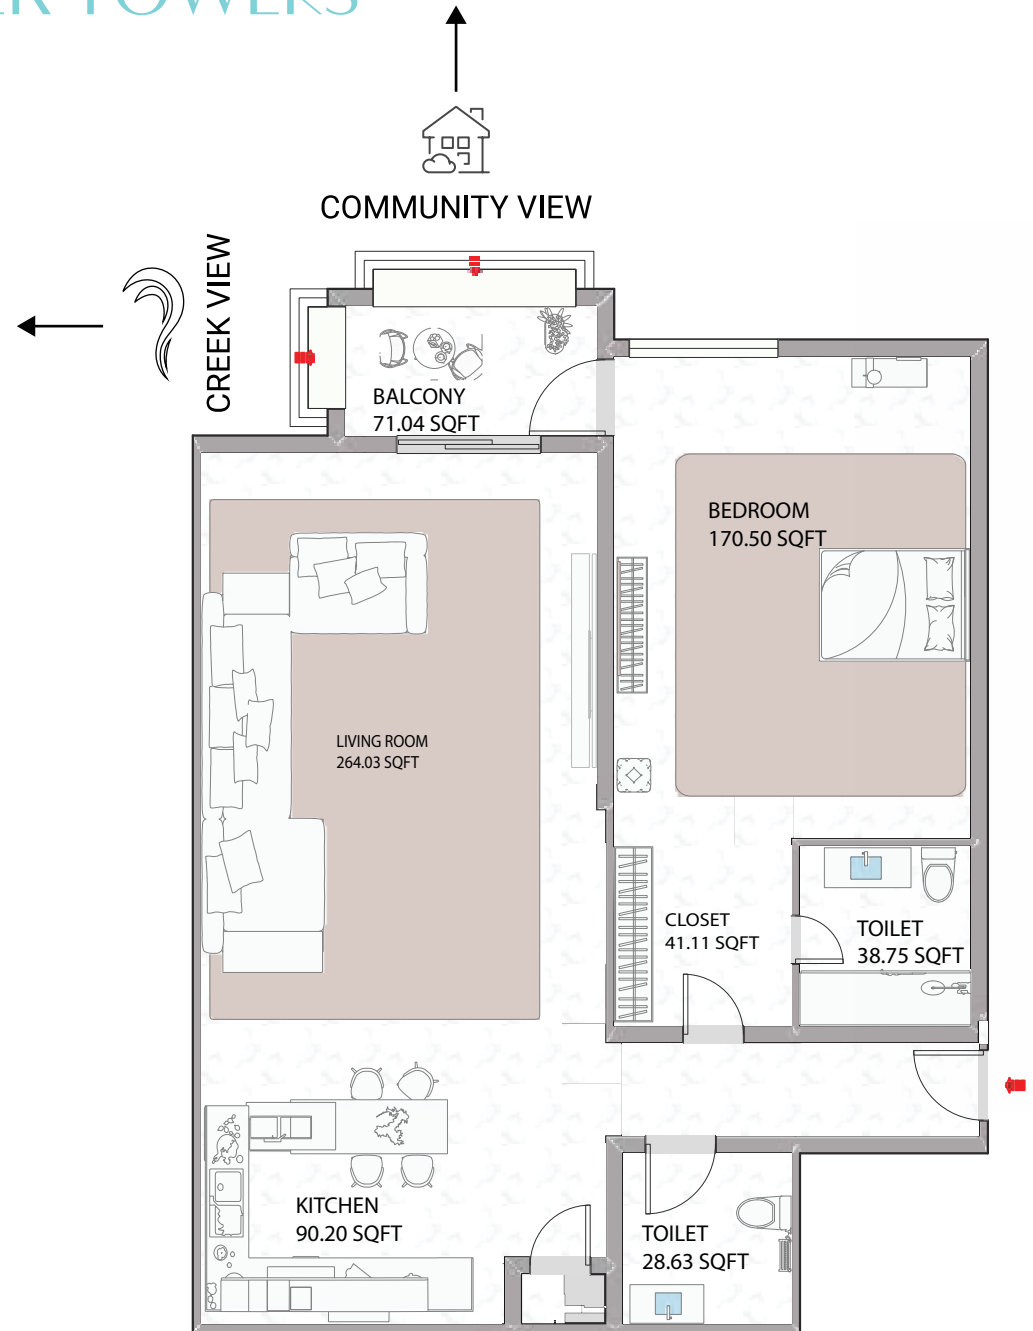 TOWERS
COMMUNITY VIEW
CREEK VIEW
BALCONY
71.04 SQFT
BEDROOM
170.50 SQFT
LIVING ROOM
264.03 SQFT
CLOSET
41.11 SQFT
TOILET
38.75 SQFT
KITCHEN
90.20 SQFT
TOILET
28.63 SQFT